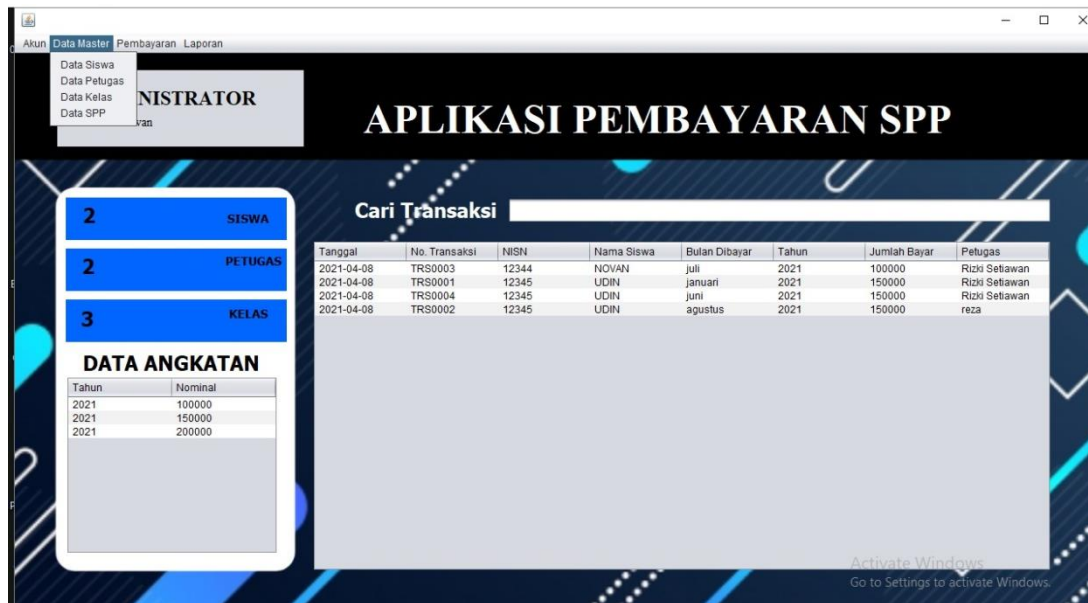 Akun Data Master Pembayaran Laporan
Data Siswa
Data Petugas
Data Kelas
Data SPP
NISTRATOR
van
APLIKASI PEMBAYARAN SPP
2 SISWA
2 PETUGAS
3 KELAS
DATA ANGKATAN
Tahun Nominal
2021 100000
2021 150000
2021 200000
Cari Transaksi
Tanggal No. Transaksi NISN Nama Siswa Bulan Dibayar Tahun Jumlah Bayar Petugas
2021-04-08 TRS0003 12344 NOVAN juli 2021 100000 Rizki Setiawan
2021-04-08 TRS0001 12345 UDIN januari 2021 150000 Rizki Setiawan
2021-04-08 TRS0004 12345 UDIN juni 2021 150000 Rizki Setiawan
2021-04-08 TRS0002 12345 UDIN agustus 2021 150000 reza
Activate Windows
Go to Settings to activate Windows.